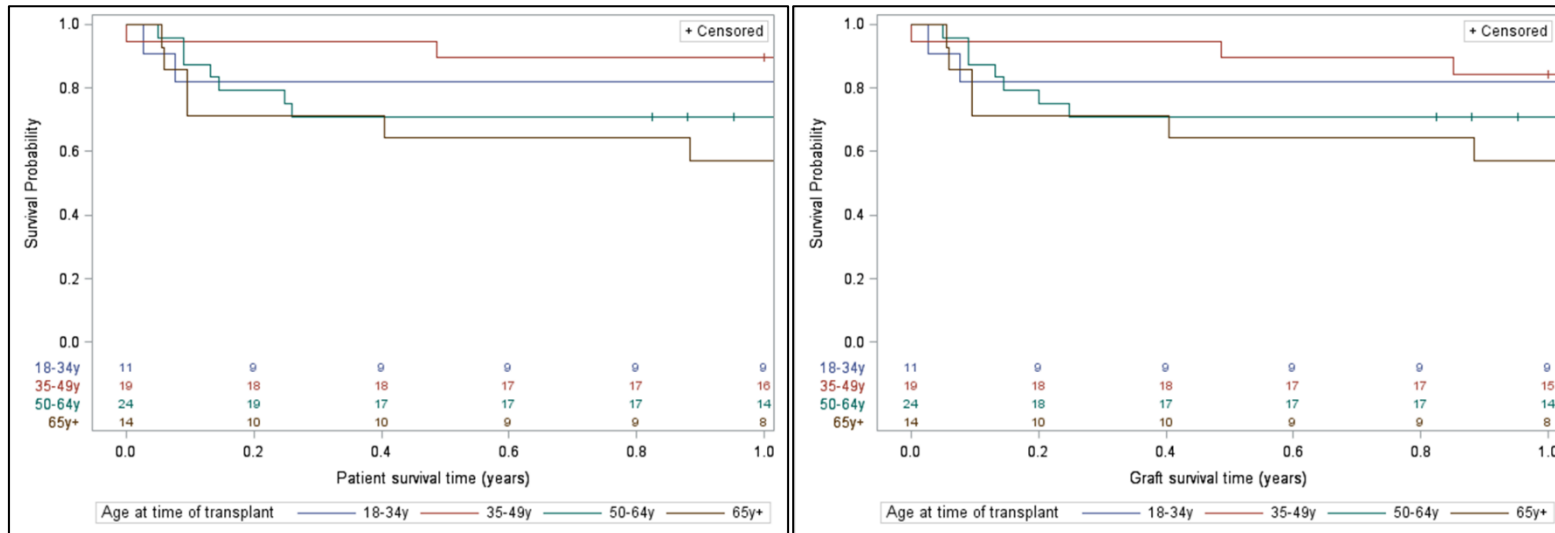 1.0
+ Censored
0.8
0.6
Survival Probability
0.4
0.2
0.0
18-34y 11 9 9 9 9 9
35-49y 19 18 18 17 17 16
50-64y 24 19 17 17 17 14
65y+ 14 10 10 9 9 8
0.0 0.2 0.4 0.6 0.8 1.0
Patient survival time (years)
Age at time of transplant 18-34y 35-49y 50-64y 65y+
1.0
+ Censored
0.8
0.6
Survival Probability
0.4
0.2
0.0
18-34y 11 9 9 9 9 9
35-49y 19 18 18 17 17 15
50-64y 24 18 17 17 17 14
65y+ 14 10 10 9 9 8
0.0 0.2 0.4 0.6 0.8 1.0
Graft survival time (years)
Age at time of transplant 18-34y 35-49y 50-64y 65y+